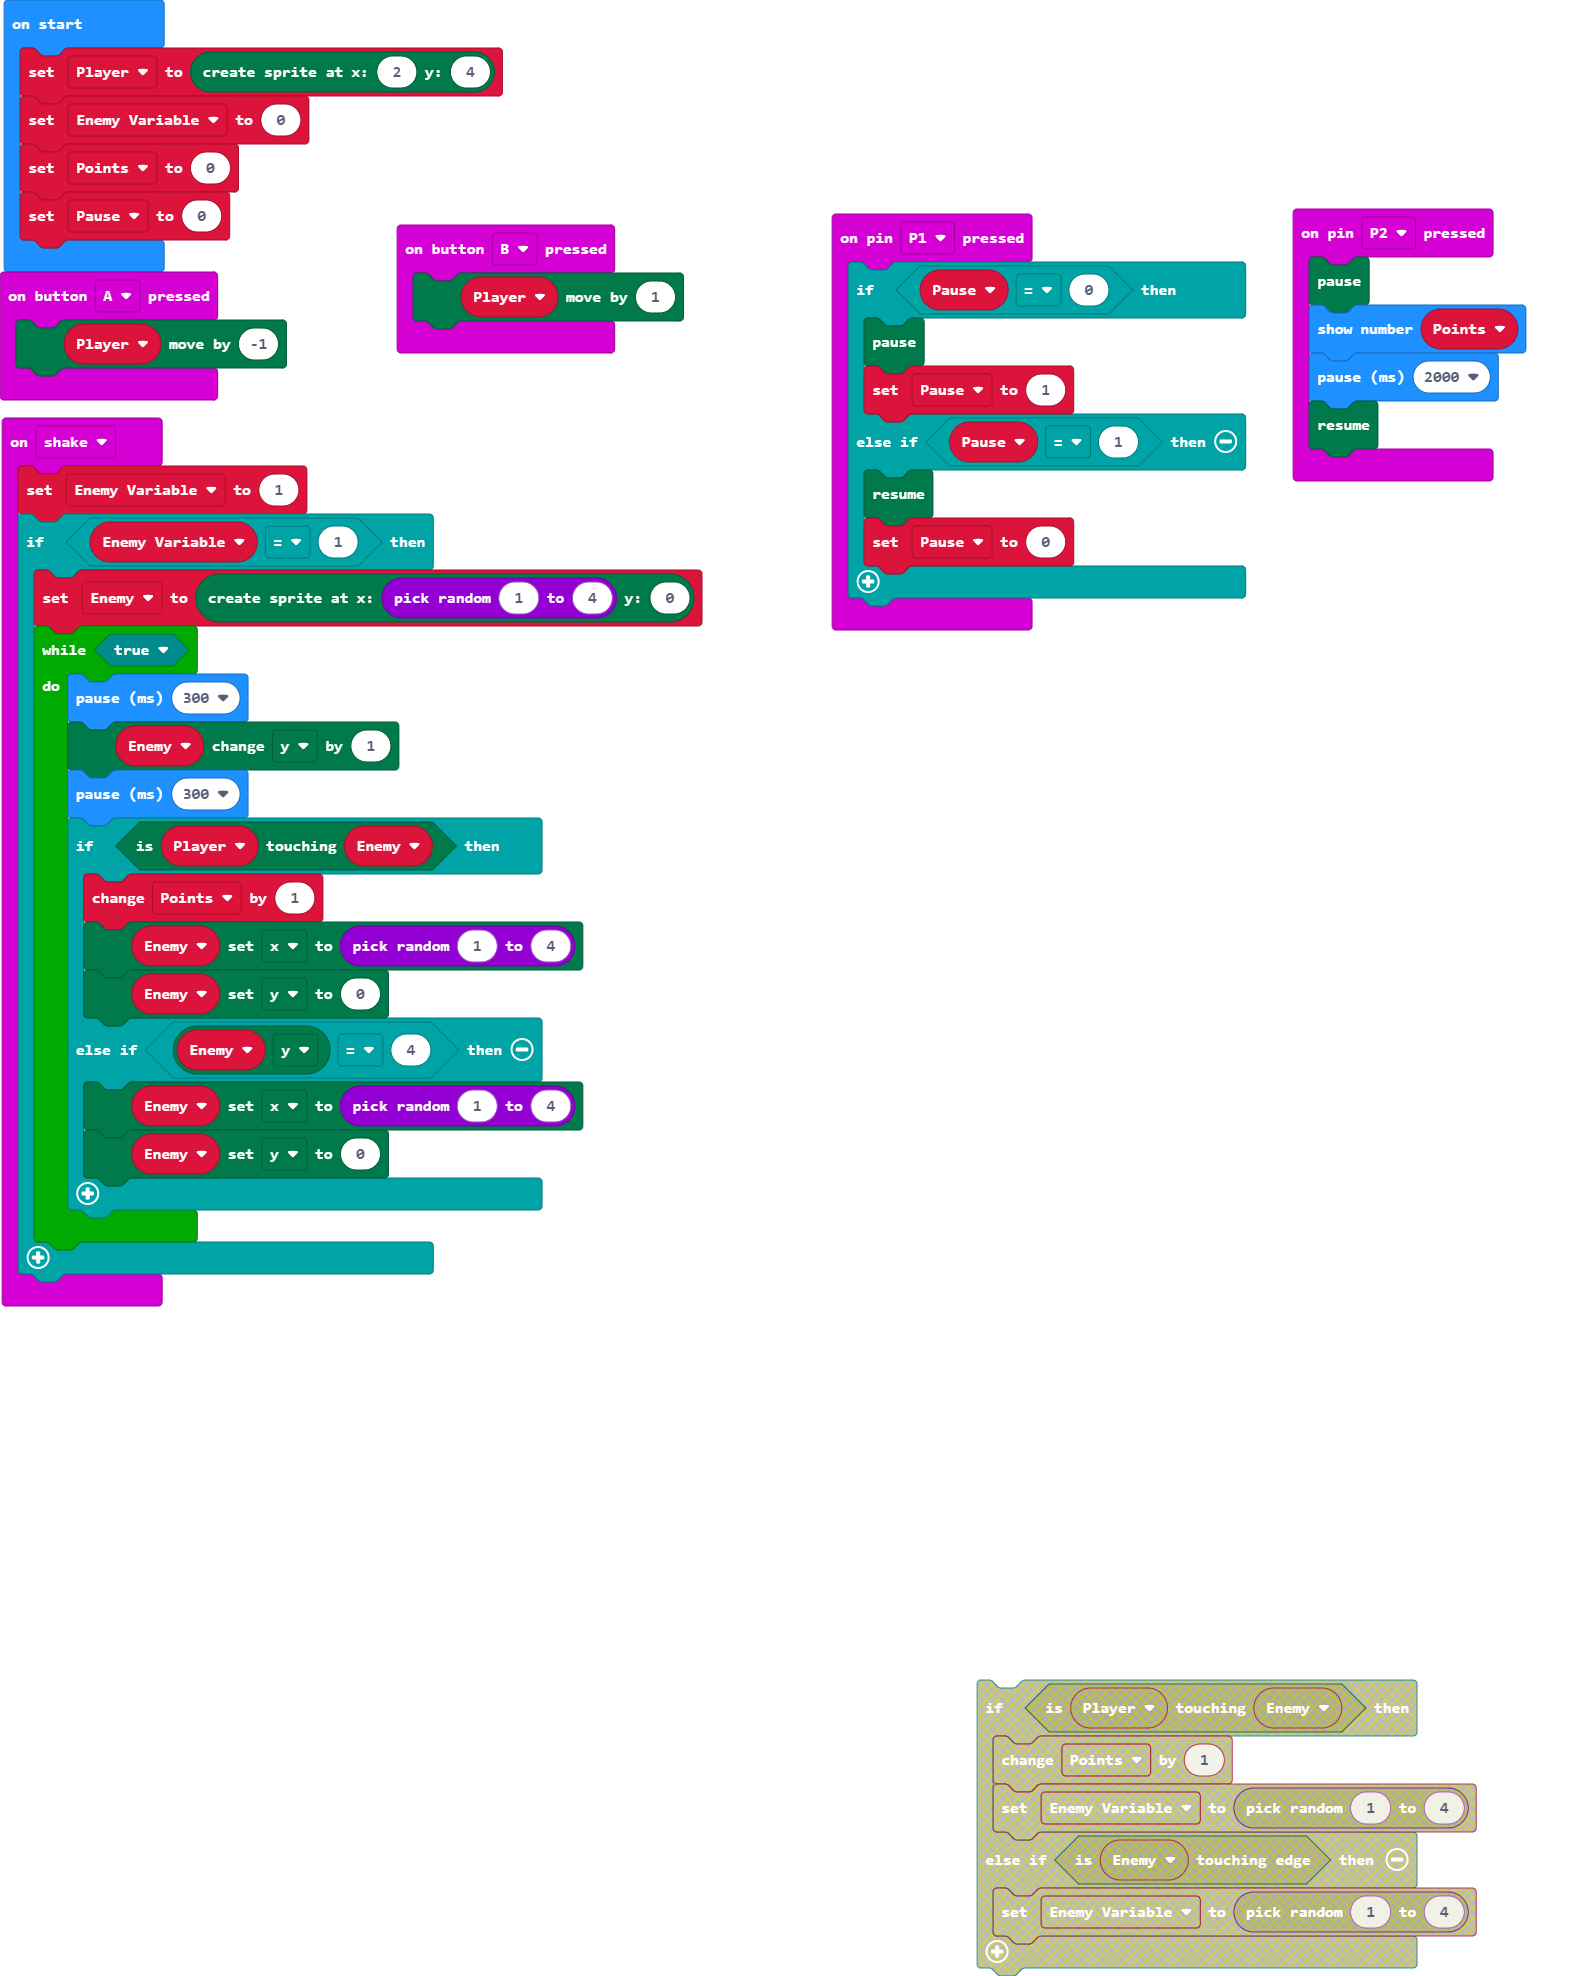 on start
set Player to create sprite at x: 2 y: 4
set Enemy Variable to 0
set Points to 0
set Pause to 0
on button A pressed
Player move by -1
on button B pressed
Player move by 1
on shake
set Enemy Variable to 1
if Enemy Variable = 1 then
set Enemy to create sprite at x: pick random 1 to 4 y: 0
while true
do
pause (ms) 300
Enemy change y by 1
pause (ms) 300
if is Player touching Enemy then
change Points by 1
Enemy set x to pick random 1 to 4
Enemy set y to 0
else if Enemy y = 4 then
Enemy set x to pick random 1 to 4
Enemy set y to 0
on pin P1 pressed
if Pause = 0 then
pause
set Pause to 1
else if Pause = 1 then
resume
set Pause to 0
on pin P2 pressed
pause
show number Points
pause (ms) 2000
resume
if is Player touching Enemy then
change Points by 1
set Enemy Variable to pick random 1 to 4
else if is Enemy touching edge then
set Enemy Variable to pick random 1 to 4